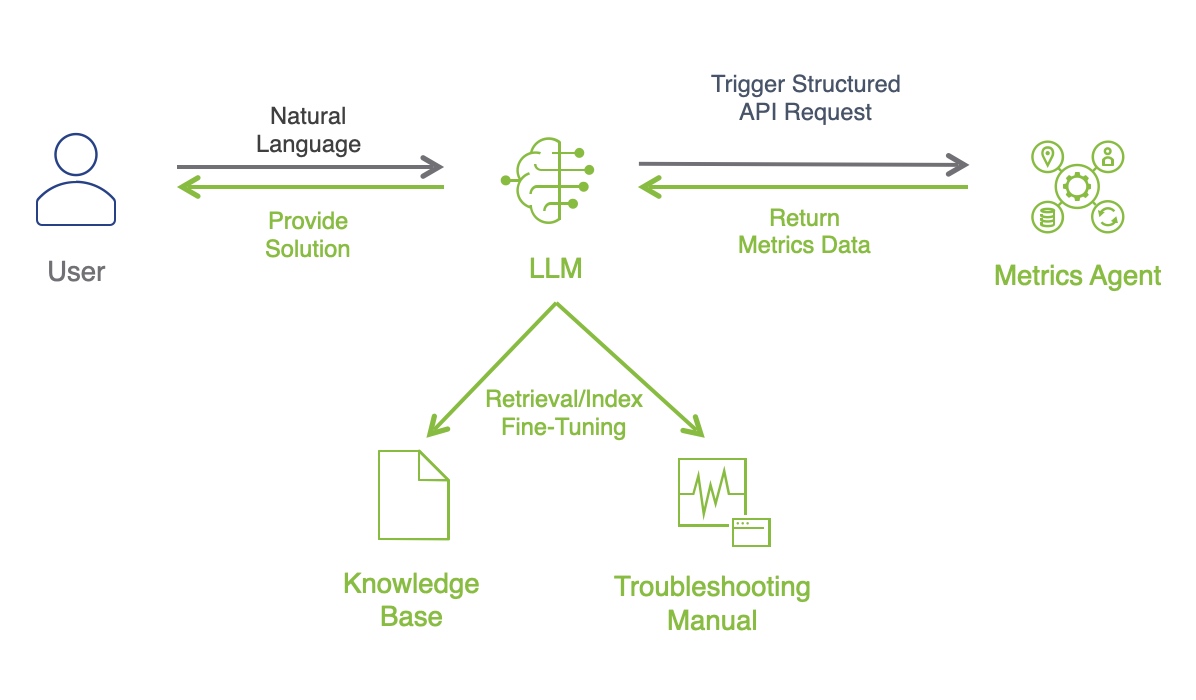 Natural
Language
Provide
Solution
User
LLM
Trigger Structured
API Request
Return
Metrics Data
Metrics Agent
Retrieval/Index
Fine-Tuning
Knowledge
Base
Troubleshooting
Manual